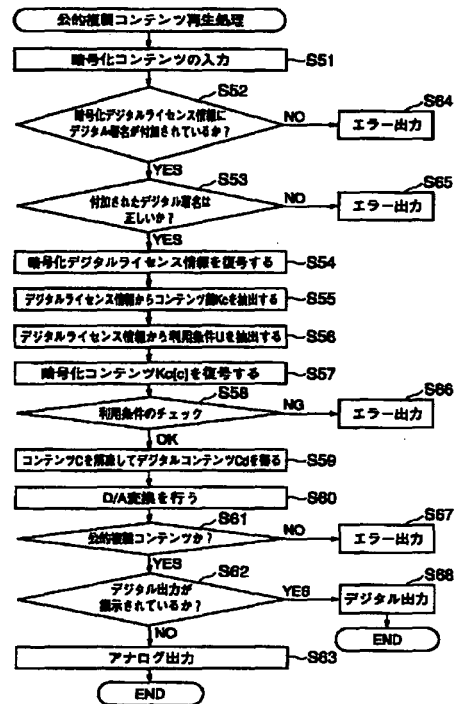 公的複製コンテンツ再生処理
暗号化コンテンツの入力
S51
S52
暗号化デジタルライセンス情報に
デジタル署名が付加されているか?
NO
S64
エラー出力
YES
S53
付加されたデジタル署名は
正しいか?
NO
S65
エラー出力
YES
暗号化デジタルライセンス情報を復号する
S54
デジタルライセンス情報からコンテンツ鍵Kcを抽出する
S55
デジタルライセンス情報から利用条件Uを抽出する
S56
暗号化コンテンツKc[c]を復号する
S57
S58
利用条件のチェック
NG
S66
エラー出力
OK
コンテンツCを解凍してデジタルコンテンツCdを得る
S59
D/A変換を行う
S60
S61
公的複製コンテンツか?
NO
S67
エラー出力
YES
S62
デジタル出力が
指示されているか?
YES
S68
デジタル出力
END
NO
アナログ出力
S63
END